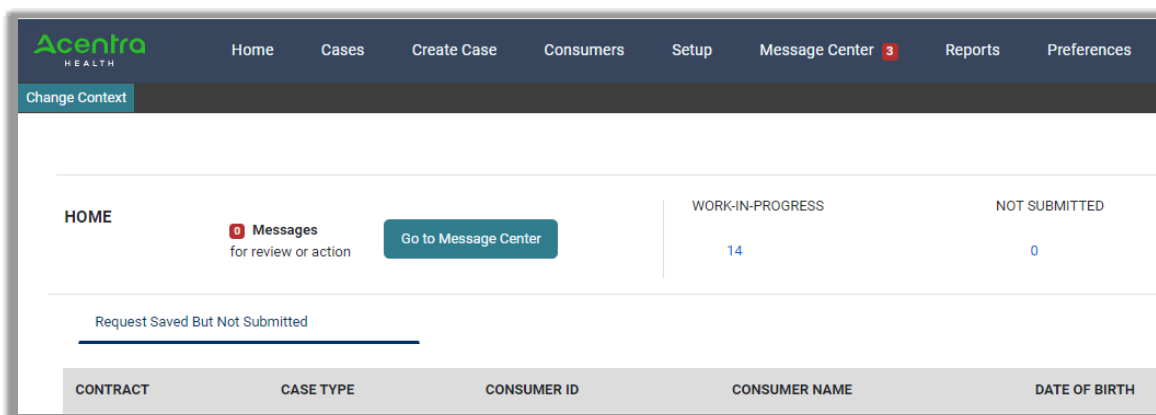 Acentra
HEALTH
Home Cases Create Case Consumers Setup Message Center 3 Reports Preferences
Change Context
HOME
0 Messages
for review or action
Go to Message Center
WORK-IN-PROGRESS
14
NOT SUBMITTED
0
Request Saved But Not Submitted
CONTRACT CASE TYPE CONSUMER ID CONSUMER NAME DATE OF BIRTH